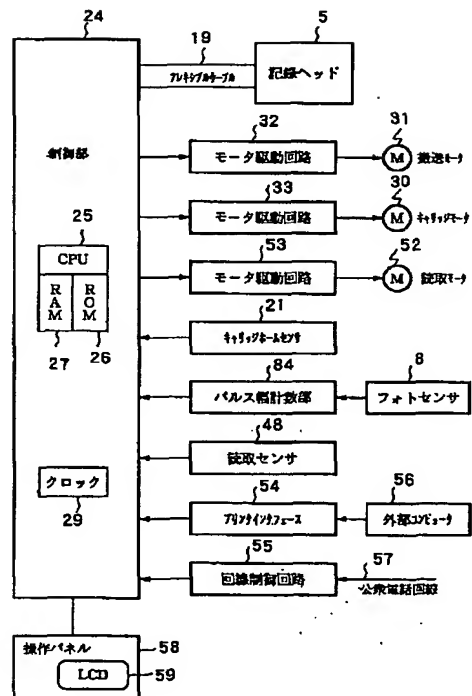 24
19
5
フレキシブルケーブル
記録ヘッド
制御部
32
モータ駆動回路
31
M
搬送モータ
33
モータ駆動回路
30
M
キャリッジモータ
25
CPU
RAM
ROM
27
26
53
モータ駆動回路
52
M
読取モータ
21
キャリッジホームセンサ
84
パルス幅計数部
8
フォトセンサ
48
読取センサ
クロック
29
54
プリンタインタフェース
56
外部コンピュータ
55
回線制御回路
57
公衆電話回線
操作パネル
58
LCD
59